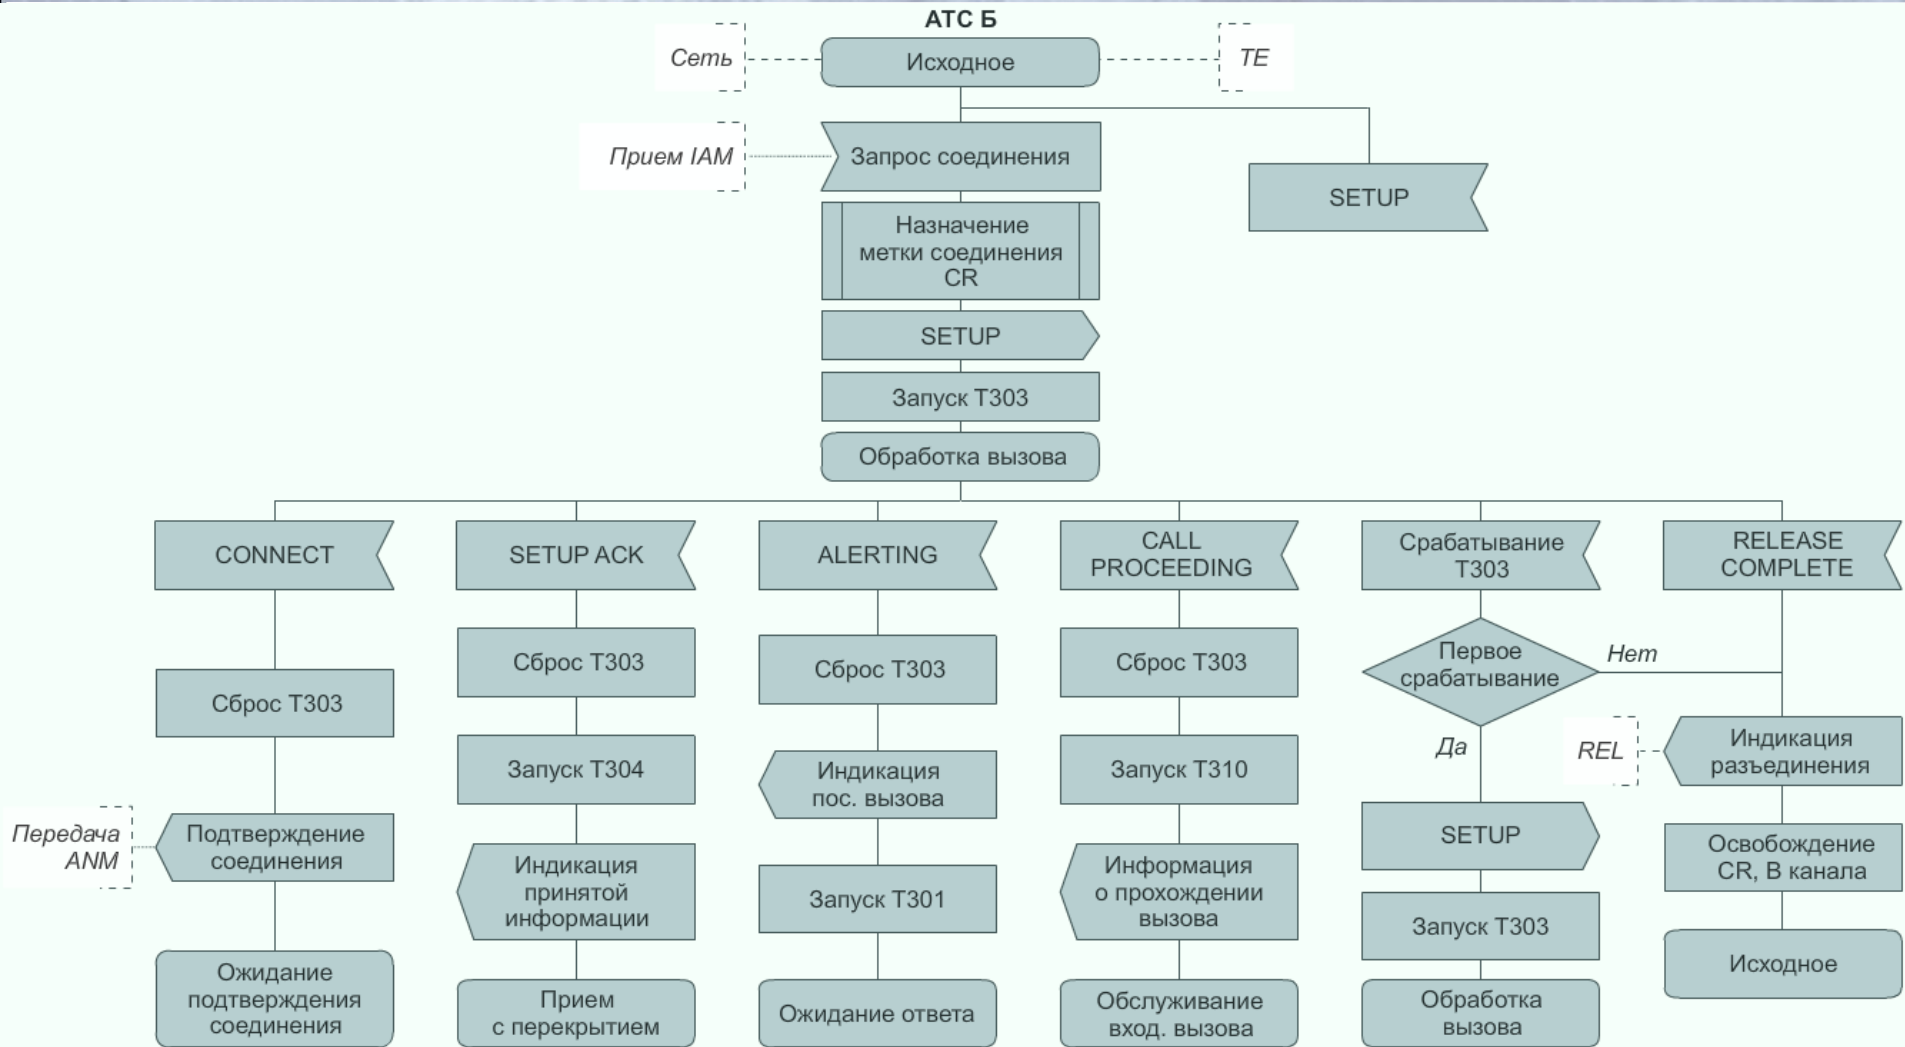 АТС Б
Сеть
Исходное
TE
Прием IAM
Запрос соединения
SETUP
Назначение
метки соединения
CR
SETUP
Запуск Т303
Обработка вызова
CONNECT
SETUP ACK
ALERTING
CALL
PROCEEDING
Срабатывание
Т303
RELEASE
COMPLETE
Сброс Т303
Передача
ANM
Подтверждение
соединения
Ожидание
подтверждения
соединения
Сброс Т303
Запуск Т304
Индикация
принятой
информации
Прием
с перекрытием
Сброс Т303
Индикация
пос. вызова
Запуск Т301
Ожидание ответа
Сброс Т303
Запуск Т310
Информация
о прохождении
вызова
Обслуживание
вход. вызова
Первое
срабатывание
Нет
Да
SETUP
Запуск Т303
Обработка
вызова
REL
Индикация
разъединения
Освобождение
CR, В канала
Исходное